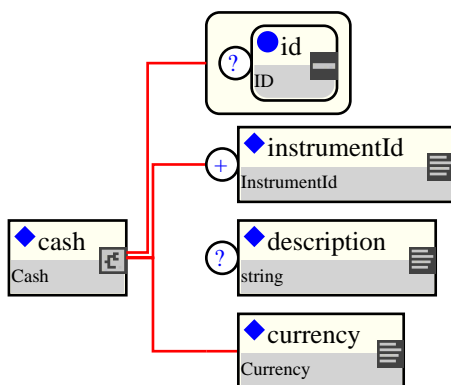 id
?
ID
instrumentId
+
InstrumentId
cash
Cash
description
?
string
currency
Currency